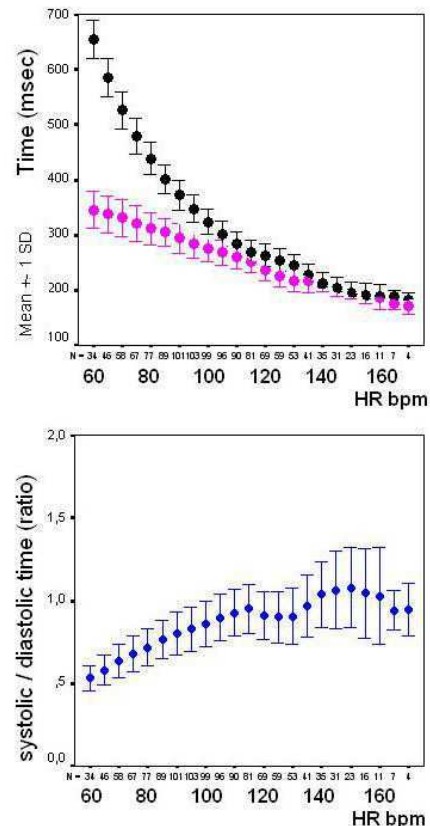 700
600
500
400
300
200
100
Time (msec)
Mean +- 1 SD
N = 34 46 58 67 77 89 101 103 99 96 90 81 69 59 53 41 35 31 23 16 11 7 4
60 80 100 120 140 160
HR bpm
2,0
1,5
1,0
,5
0,0
systolic / diastolic time (ratio)
N = 34 46 58 67 77 89 101 103 99 96 90 81 69 59 53 41 35 31 23 16 11 7 4
60 80 100 120 140 160
HR bpm